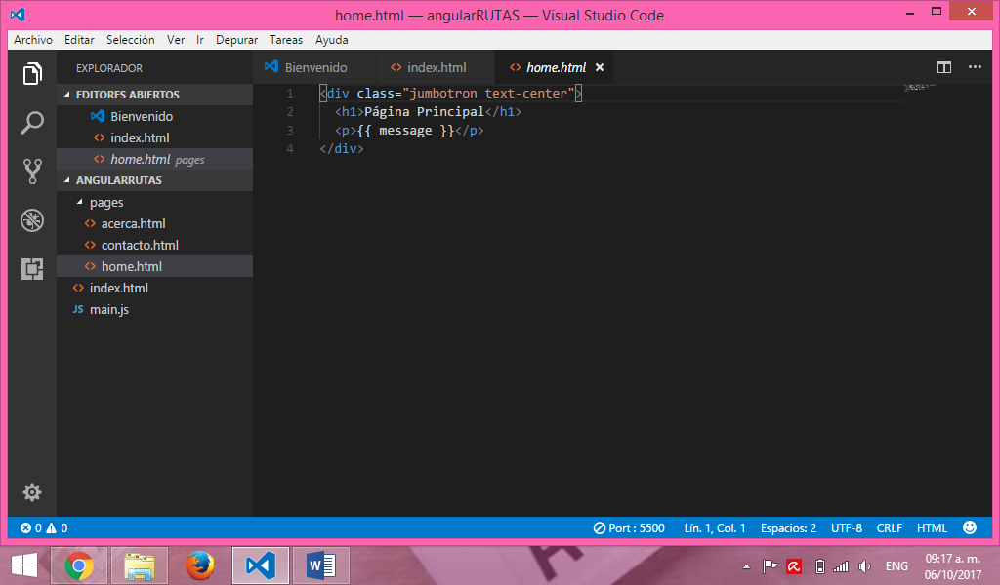 home.html — angularRUTAS — Visual Studio Code
Archivo Editar Selección Ver Ir Depurar Tareas Ayuda
EXPLORADOR
EDITORES ABIERTOS
Bienvenido
index.html
home.html pages
ANGULARRUTAS
pages
acerca.html
contacto.html
home.html
index.html
JS main.js
Bienvenido index.html home.html
1 <div class="jumbotron text-center">
2 <h1>Página Principal</h1>
3 <p>{{ message }}</p>
4 </div>
0 0 Port : 5500 Lín. 1, Col. 1 Espacios: 2 UTF-8 CRLF HTML
ENG
09:17 a. m.
06/10/2017